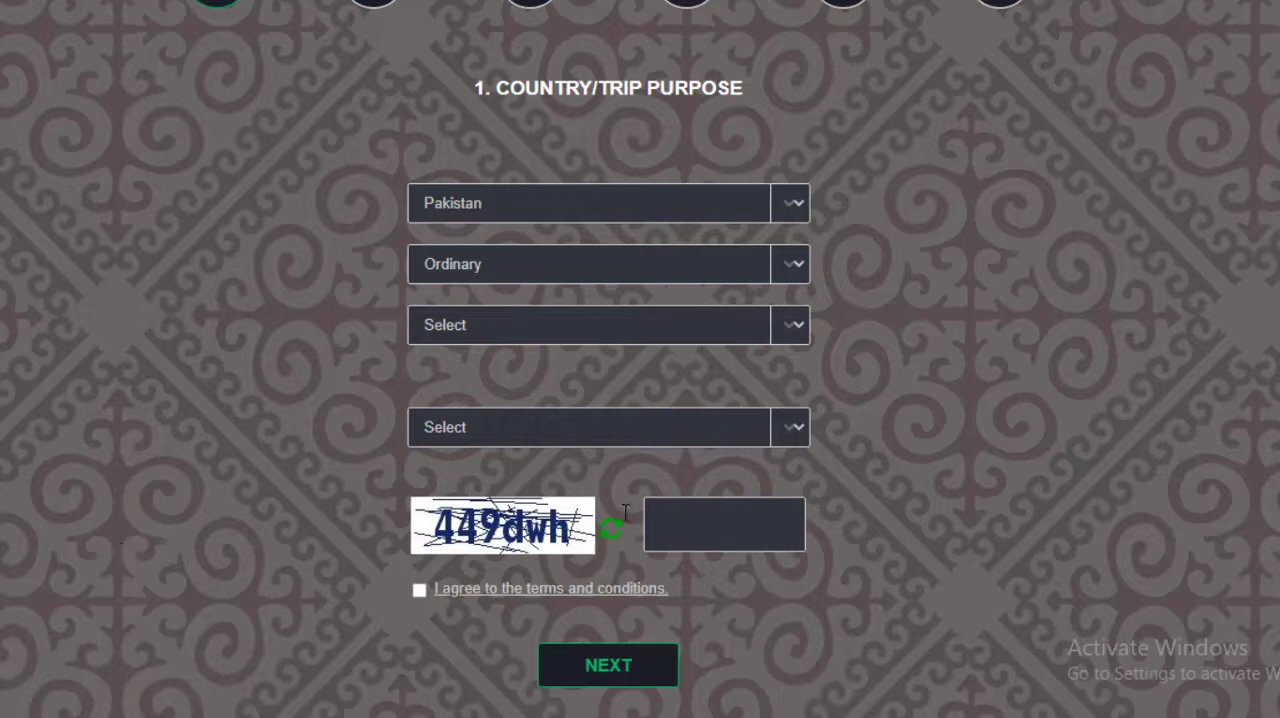 1. COUNTRY/TRIP PURPOSE
Pakistan
Ordinary
Select
Select
449dwh
I agree to the terms and conditions.
NEXT
Activate Windows
Go to Settings to activate W